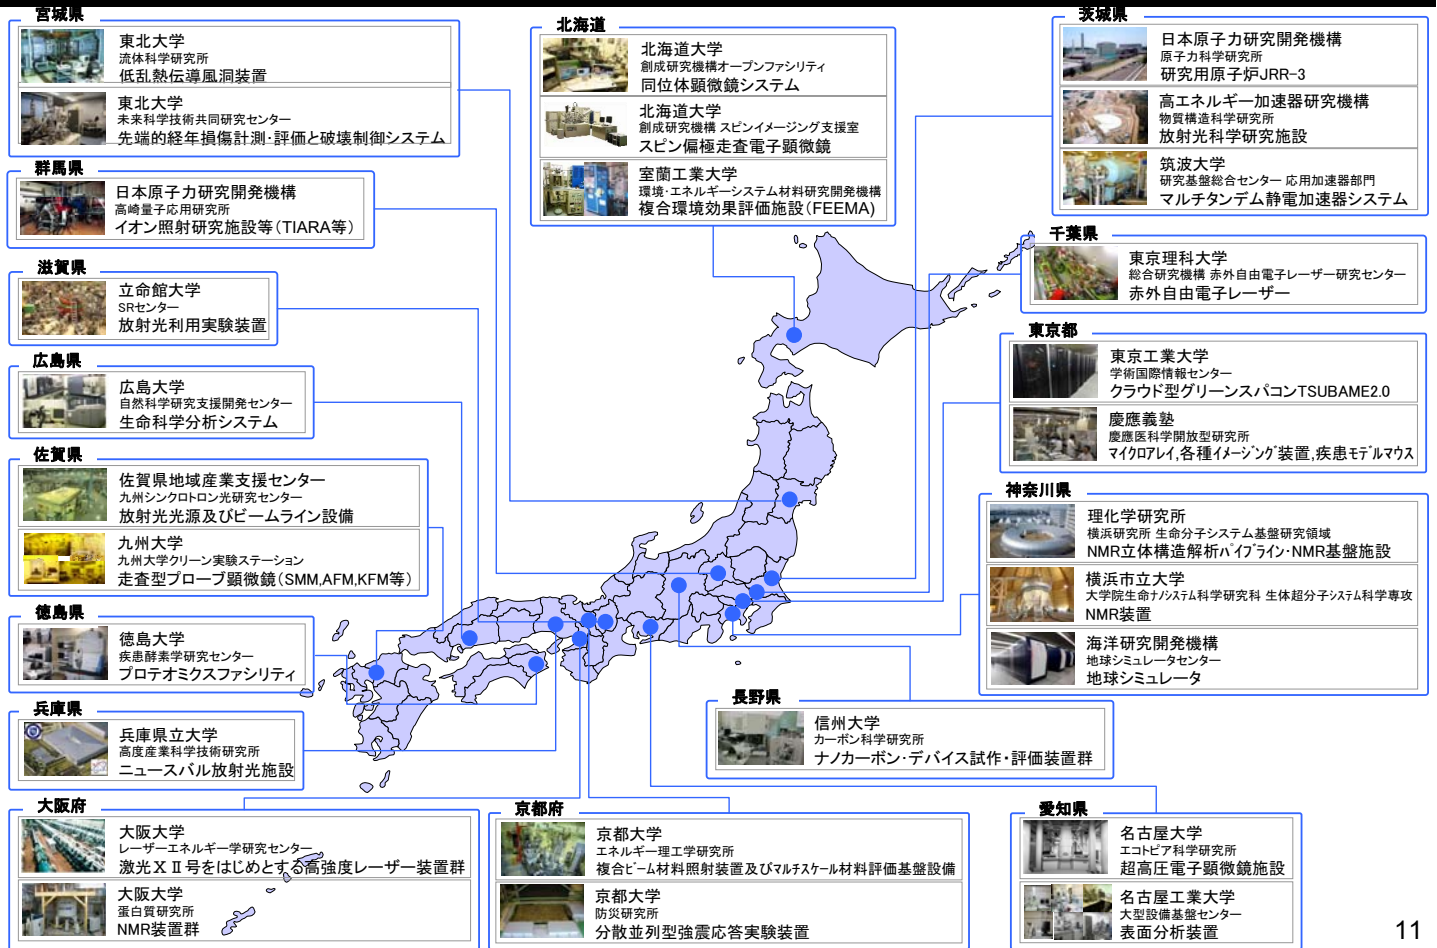 宮城県
東北大学
流体科学研究所
低乱熱伝導風洞装置
東北大学
未来科学技術共同研究センター
先端的経年損傷計測・評価と破壊制御システム
群馬県
日本原子力研究開発機構
高崎量子応用研究所
イオン照射研究施設等(TIARA等)
滋賀県
立命館大学
SRセンター
放射光利用実験装置
広島県
広島大学
自然科学研究支援開発センター
生命科学分析システム
佐賀県
佐賀県地域産業支援センター
九州シンクロトロン光研究センター
放射光光源及びビームライン設備
九州大学
九州大学クリーン実験ステーション
走査型プローブ顕微鏡(SMM,AFM,KFM等)
徳島県
徳島大学
疾患酵素学研究センター
プロテオミクスファシリティ
兵庫県
兵庫県立大学
高度産業科学技術研究所
ニュースバル放射光施設
大阪府
大阪大学
レーザーエネルギー学研究センター
激光ⅩⅡ号をはじめとする高強度レーザー装置群
大阪大学
蛋白質研究所
NMR装置群
北海道
北海道大学
創成研究機構オープンファシリティ
同位体顕微鏡システム
北海道大学
創成研究機構 スピンイメージング支援室
スピン偏極走査電子顕微鏡
室蘭工業大学
環境・エネルギーシステム材料研究開発機構
複合環境効果評価施設(FEEMA)
京都府
京都大学
エネルギー理工学研究所
複合ビーム材料照射装置及びマルチスケール材料評価基盤設備
京都大学
防災研究所
分散並列型強震応答実験装置
茨城県
日本原子力研究開発機構
原子力科学研究所
研究用原子炉JRR-3
高エネルギー加速器研究機構
物質構造科学研究所
放射光科学研究施設
筑波大学
研究基盤総合センター 応用加速器部門
マルチタンデム静電加速器システム
千葉県
東京理科大学
総合研究機構 赤外自由電子レーザー研究センター
赤外自由電子レーザー
東京都
東京工業大学
学術国際情報センター
クラウド型グリーンスパコンTSUBAME2.0
慶應義塾
慶應医科学開放型研究所
マイクロアレイ,各種イメージング装置,疾患モデルマウス
神奈川県
理化学研究所
横浜研究所 生命分子システム基盤研究領域
NMR立体構造解析パイプライン・NMR基盤施設
横浜市立大学
大学院生命ナノシステム科学研究科 生体超分子システム科学専攻
NMR装置
海洋研究開発機構
地球シミュレータセンター
地球シミュレータ
長野県
信州大学
カーボン科学研究所
ナノカーボン・デバイス試作・評価装置群
愛知県
名古屋大学
エコトピア科学研究所
超高圧電子顕微鏡施設
名古屋工業大学
大型設備基盤センター
表面分析装置
11